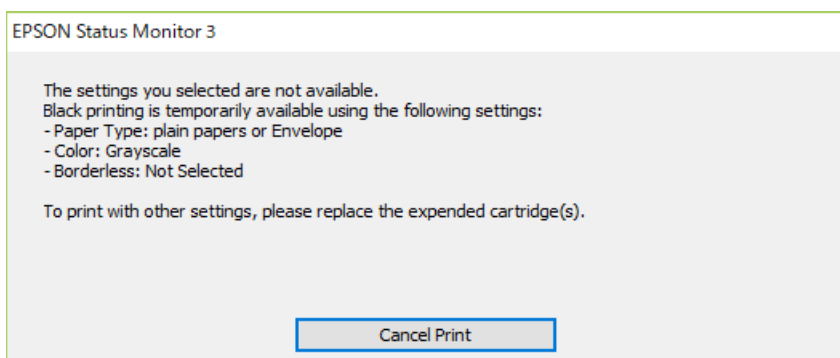 EPSON Status Monitor 3
The settings you selected are not available.
Black printing is temporarily available using the following settings:
- Paper Type: plain papers or Envelope
- Color: Grayscale
- Borderless: Not Selected
To print with other settings, please replace the expended cartridge(s).
Cancel Print